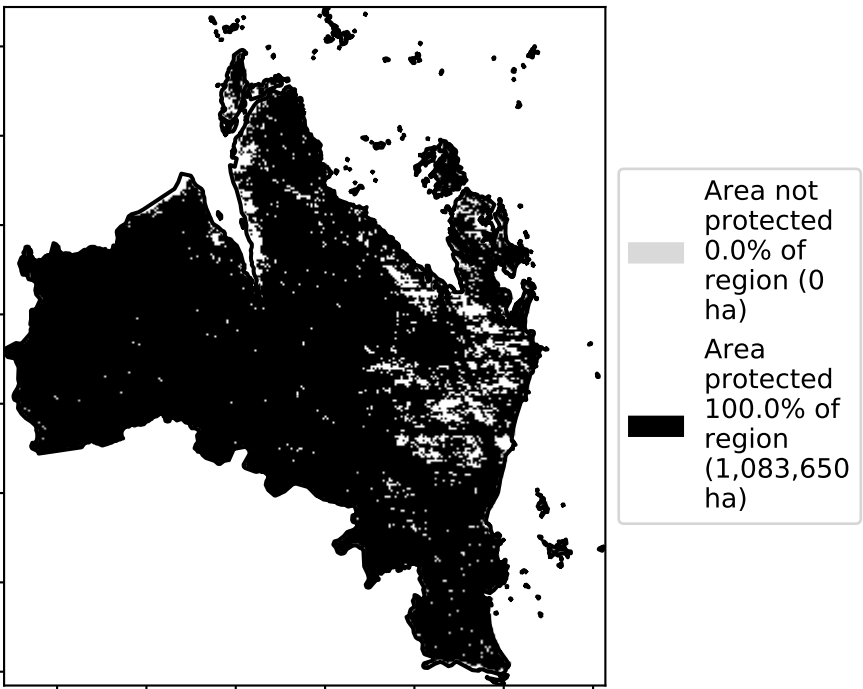 Area not
protected
0.0% of
region (0
ha)
Area
protected
100.0% of
region
(1,083,650
ha)